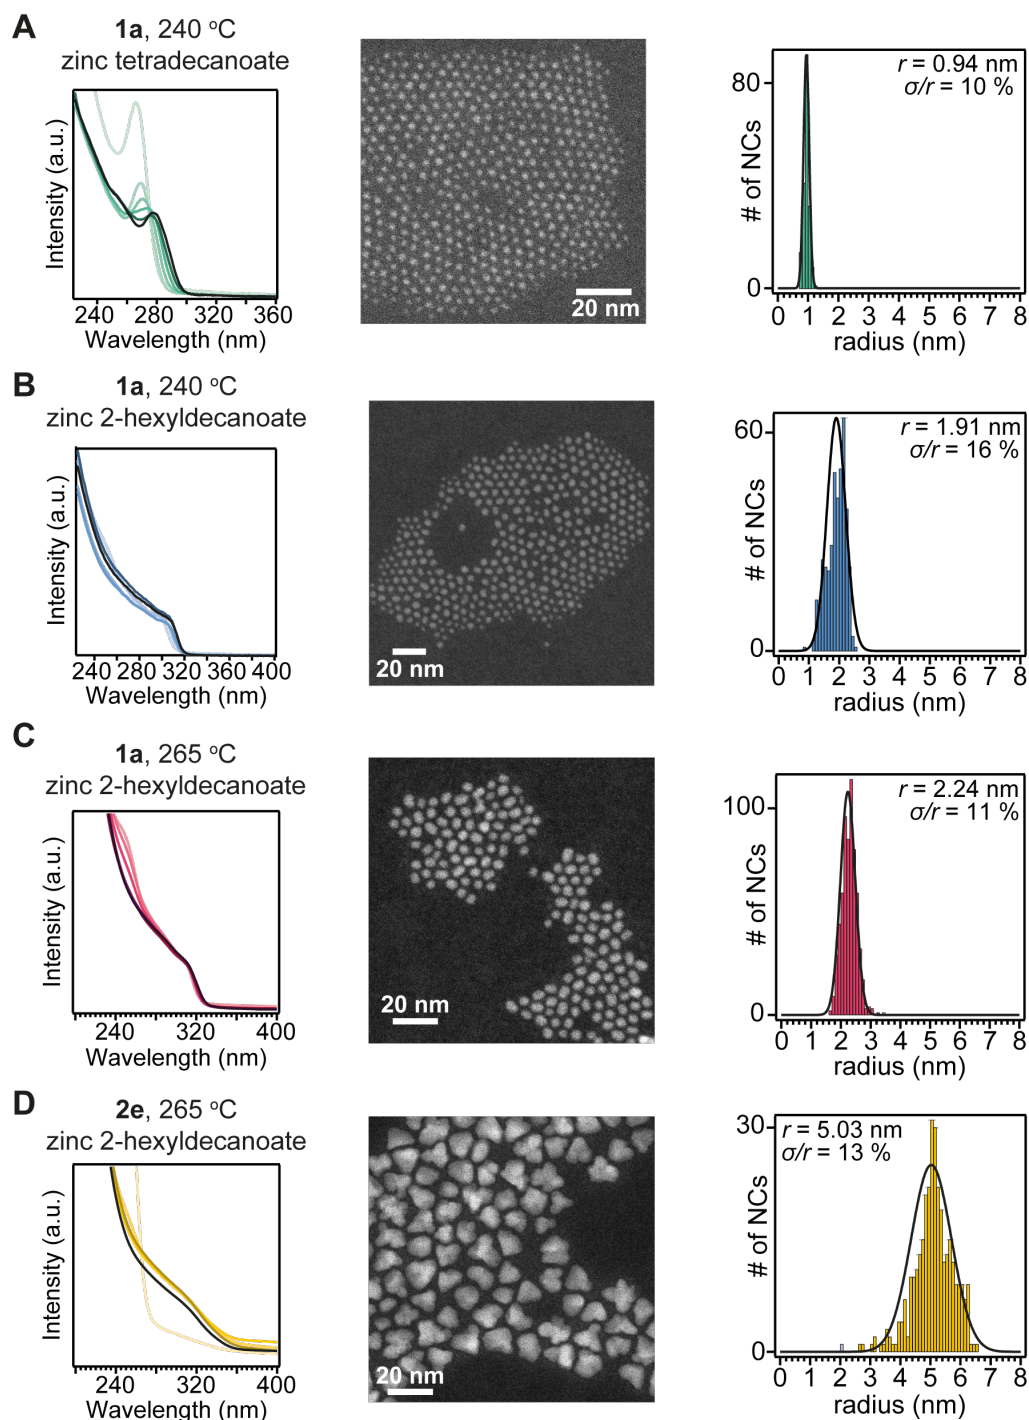 A
1a, 240 °C
zinc tetradecanoate
Intensity (a.u.)
240 280 320 360
Wavelength (nm)
20 nm
r = 0.94 nm
σ/r = 10 %
# of NCs
80
0
0 1 2 3 4 5 6 7 8
radius (nm)
B
1a, 240 °C
zinc 2-hexyldecanoate
Intensity (a.u.)
240 280 320 360 400
Wavelength (nm)
20 nm
r = 1.91 nm
σ/r = 16 %
# of NCs
60
0
0 1 2 3 4 5 6 7 8
radius (nm)
C
1a, 265 °C
zinc 2-hexyldecanoate
Intensity (a.u.)
240 320 400
Wavelength (nm)
20 nm
r = 2.24 nm
σ/r = 11 %
# of NCs
100
0
0 1 2 3 4 5 6 7 8
radius (nm)
D
2e, 265 °C
zinc 2-hexyldecanoate
Intensity (a.u.)
240 320 400
Wavelength (nm)
20 nm
r = 5.03 nm
σ/r = 13 %
# of NCs
30
0
0 1 2 3 4 5 6 7 8
radius (nm)